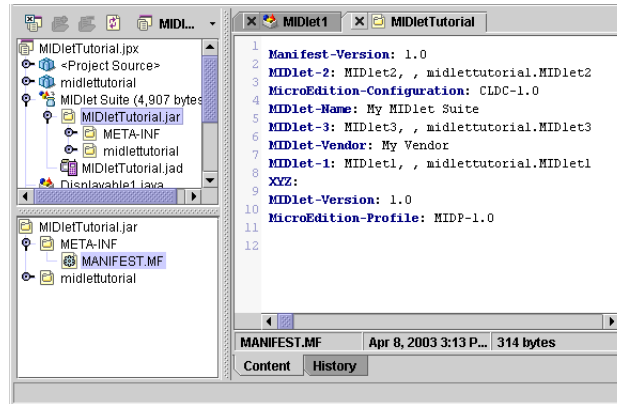 MIDl...
MIDletTutorial.jpx
<Project Source>
midlettutorial
MIDlet Suite (4,907 bytes
MIDletTutorial.jar
META-INF
midlettutorial
MIDletTutorial.jad
Displayable1.java
MIDletTutorial.jar
META-INF
MANIFEST.MF
midlettutorial
MIDlet1
MIDletTutorial
1
2 Manifest-Version: 1.0
3 MIDlet-2: MIDlet2, , midlettutorial.MIDlet2
4 MicroEdition-Configuration: CLDC-1.0
5 MIDlet-Name: My MIDlet Suite
6 MIDlet-3: MIDlet3, , midlettutorial.MIDlet3
7 MIDlet-Vendor: My Vendor
8 MIDlet-1: MIDlet1, , midlettutorial.MIDlet1
9 XYZ:
10 MIDlet-Version: 1.0
11 MicroEdition-Profile: MIDP-1.0
12
MANIFEST.MF Apr 8, 2003 3:13 P... 314 bytes
Content History